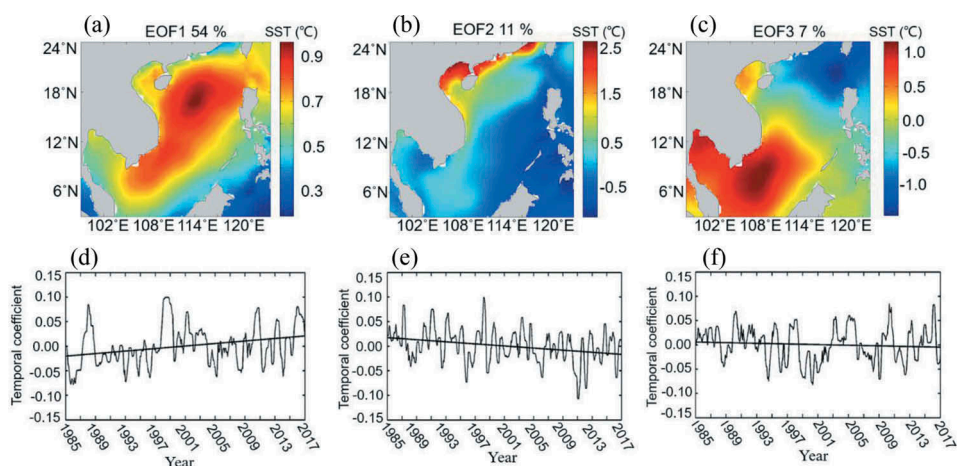 (a)
EOF1 54 %
SST (℃)
24°N
18°N
12°N
6°N
102°E 108°E 114°E 120°E
0.9
0.7
0.5
0.3
(b)
EOF2 11 %
SST (℃)
24°N
18°N
12°N
6°N
102°E 108°E 114°E 120°E
2.5
1.5
0.5
-0.5
(c)
EOF3 7 %
SST (℃)
24°N
18°N
12°N
6°N
102°E 108°E 114°E 120°E
1.0
0.5
0.0
-0.5
-1.0
(d)
Temporal coefficient
0.15
0.10
0.05
0.00
-0.05
-0.10
-0.15
1985 1989 1993 1997 2001 2005 2009 2013 2017
Year
(e)
Temporal coefficient
0.15
0.10
0.05
0.00
-0.05
-0.10
-0.15
1985 1989 1993 1997 2001 2005 2009 2013 2017
Year
(f)
Temporal coefficient
0.15
0.10
0.05
0.00
-0.05
-0.10
-0.15
1985 1989 1993 1997 2001 2005 2009 2013 2017
Year